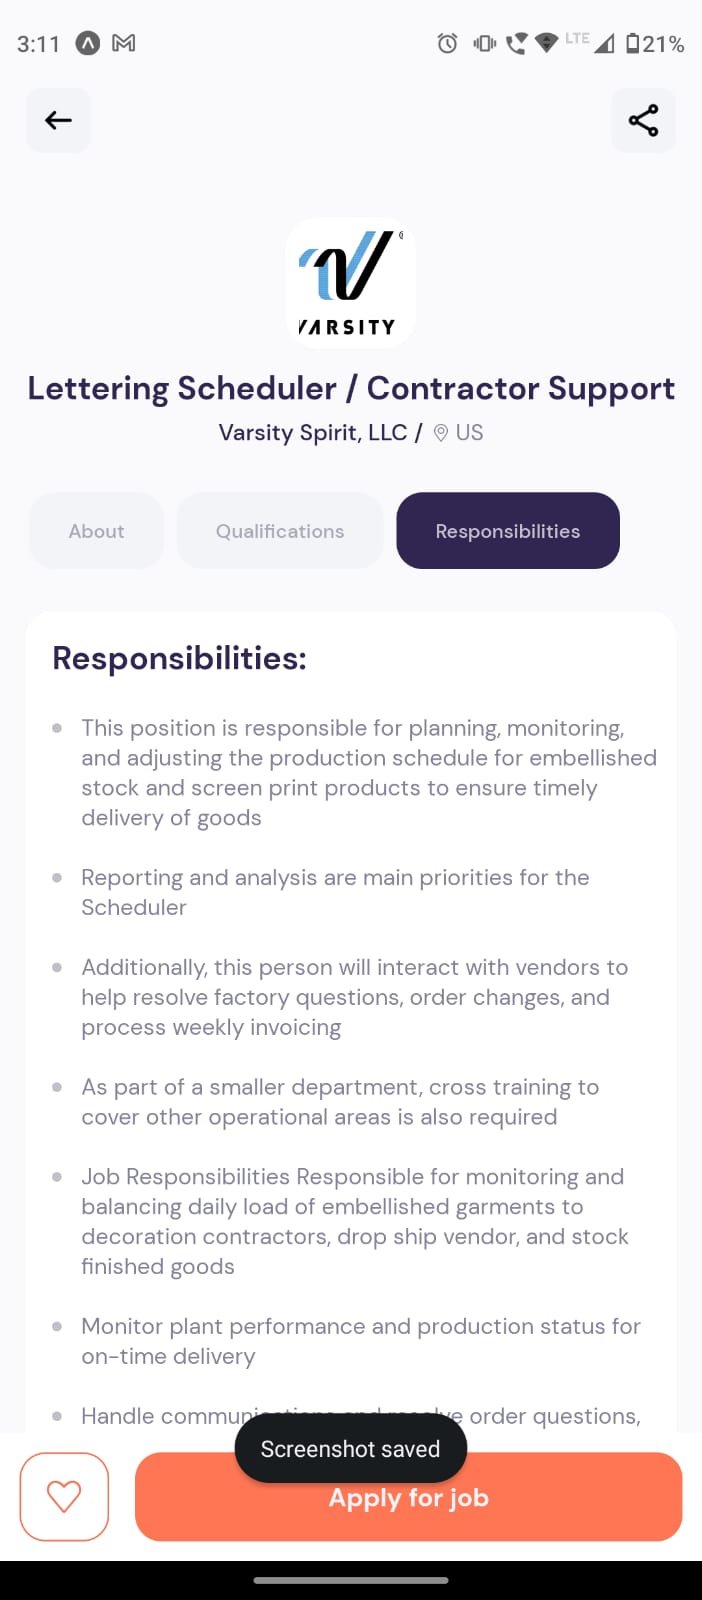 3:11
LTE
21%
VARSITY
Lettering Scheduler / Contractor Support
Varsity Spirit, LLC / US
About
Qualifications
Responsibilities
Responsibilities:
This position is responsible for planning, monitoring,
and adjusting the production schedule for embellished
stock and screen print products to ensure timely
delivery of goods
Reporting and analysis are main priorities for the
Scheduler
Additionally, this person will interact with vendors to
help resolve factory questions, order changes, and
process weekly invoicing
As part of a smaller department, cross training to
cover other operational areas is also required
Job Responsibilities Responsible for monitoring and
balancing daily load of embellished garments to
decoration contractors, drop ship vendor, and stock
finished goods
Monitor plant performance and production status for
on-time delivery
Handle communications and resolve order questions,
Screenshot saved
Apply for job